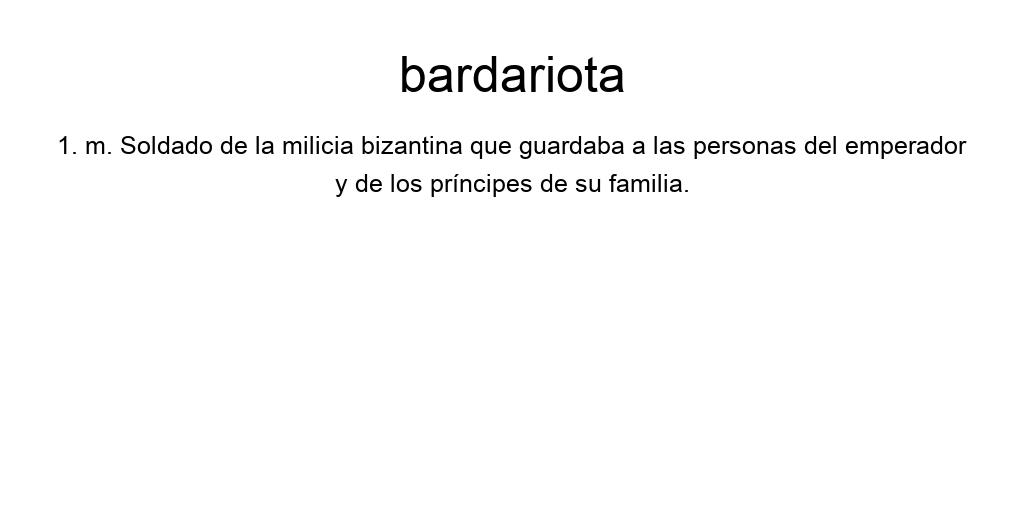 bardariota
1. m. Soldado de la milicia bizantina que guardaba a las personas del emperador
y de los príncipes de su familia.